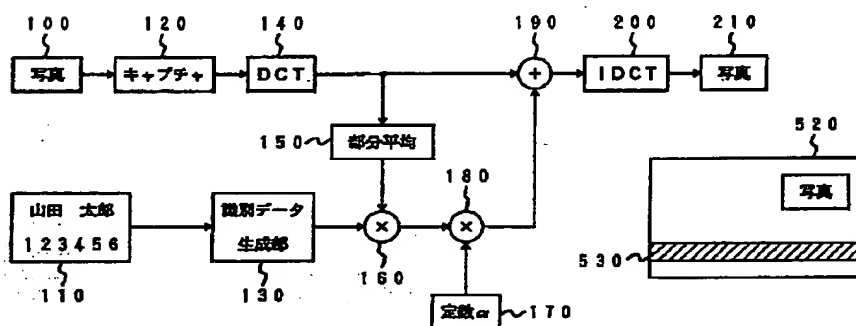 100
120
140
190
200
210
写真
キャプチャ
DCT
+
IDCT
写真
150
部分平均
520
写真
180
山田 太郎
123456
識別データ
生成部
×
×
530
110
130
160
定数α
170